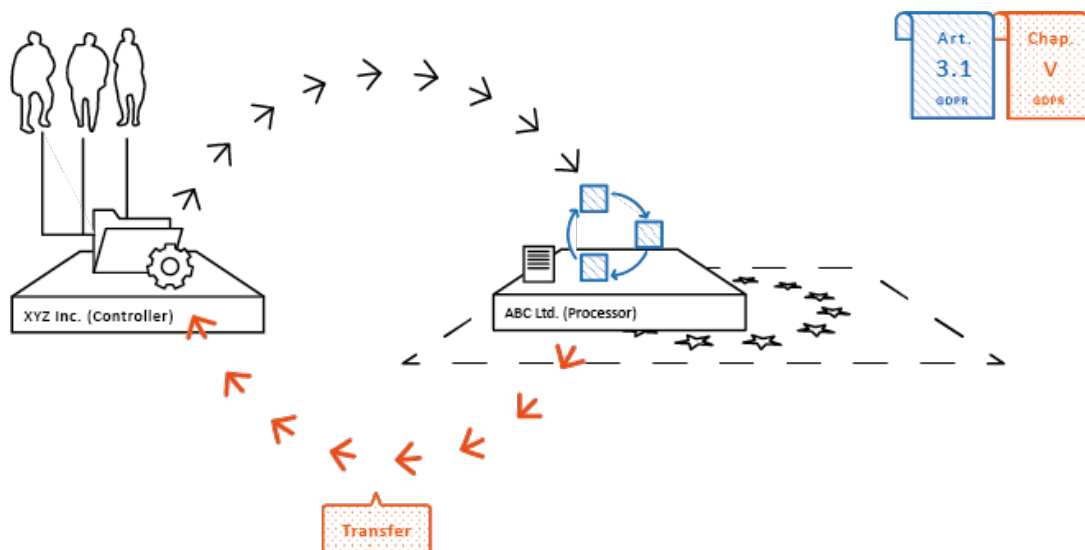 Art.
3.1
GDPR
Chap.
V
GDPR
XYZ Inc. (Controller)
ABC Ltd. (Processor)
Transfer